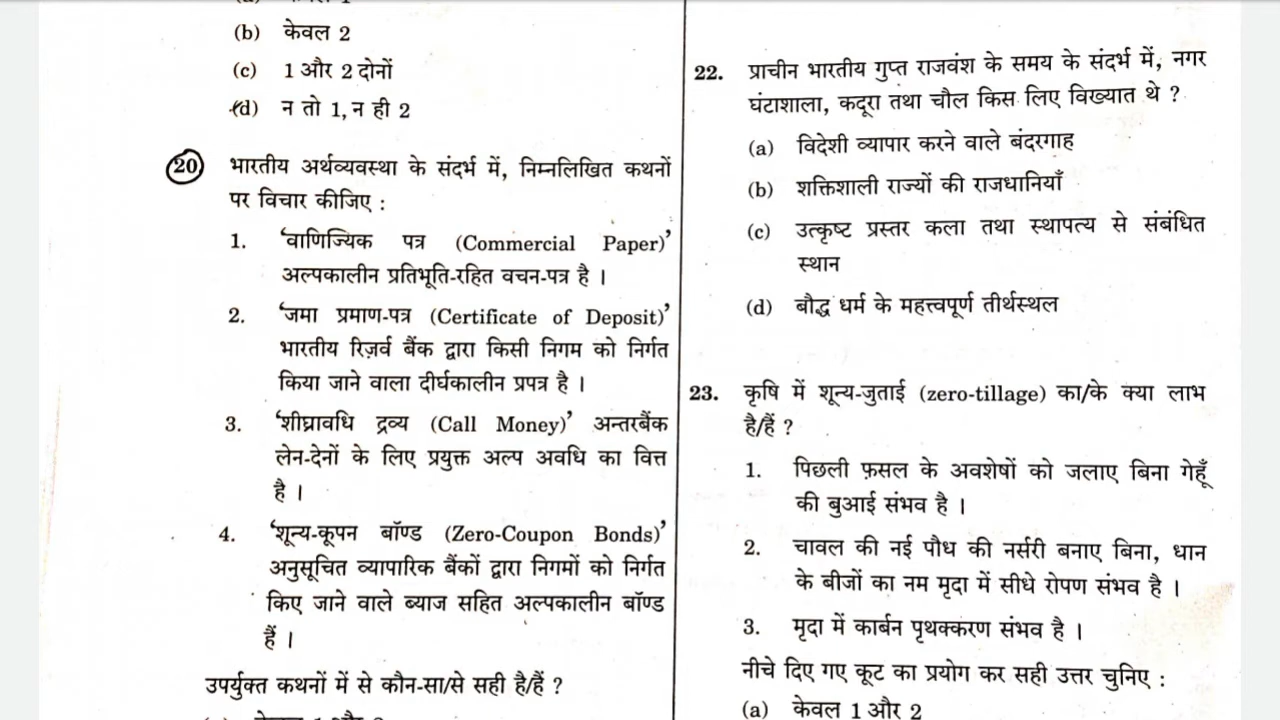 (b) केवल 2
(c) 1 और 2 दोनों
(d) न तो 1, न ही 2
20 भारतीय अर्थव्यवस्था के संदर्भ में, निम्नलिखित कथनों
पर विचार कीजिए :
1. 'वाणिज्यिक पत्र (Commercial Paper)'
अल्पकालीन प्रतिभूति-रहित वचन-पत्र है ।
2. 'जमा प्रमाण-पत्र (Certificate of Deposit)'
भारतीय रिज़र्व बैंक द्वारा किसी निगम को निर्गत
किया जाने वाला दीर्घकालीन प्रपत्र है ।
3. 'शीघ्रावधि द्रव्य (Call Money)' अन्तरबैंक
लेन-देनों के लिए प्रयुक्त अल्प अवधि का वित्त
है ।
4. 'शून्य-कूपन बॉण्ड (Zero-Coupon Bonds)'
अनुसूचित व्यापारिक बैंकों द्वारा निगमों को निर्गत
किए जाने वाले ब्याज सहित अल्पकालीन बॉण्ड
हैं ।
उपर्युक्त कथनों में से कौन-सा/से सही है/हैं ?
22. प्राचीन भारतीय गुप्त राजवंश के समय के संदर्भ में, नगर
घंटाशाला, कदूरा तथा चौल किस लिए विख्यात थे ?
(a) विदेशी व्यापार करने वाले बंदरगाह
(b) शक्तिशाली राज्यों की राजधानियाँ
(c) उत्कृष्ट प्रस्तर कला तथा स्थापत्य से संबंधित
स्थान
(d) बौद्ध धर्म के महत्त्वपूर्ण तीर्थस्थल
23. कृषि में शून्य-जुताई (zero-tillage) का/के क्या लाभ
है/हैं ?
1. पिछली फ़सल के अवशेषों को जलाए बिना गेहूँ
की बुआई संभव है ।
2. चावल की नई पौध की नर्सरी बनाए बिना, धान
के बीजों का नम मृदा में सीधे रोपण संभव है ।
3. मृदा में कार्बन पृथक्करण संभव है ।
नीचे दिए गए कूट का प्रयोग कर सही उत्तर चुनिए :
(a) केवल 1 और 2